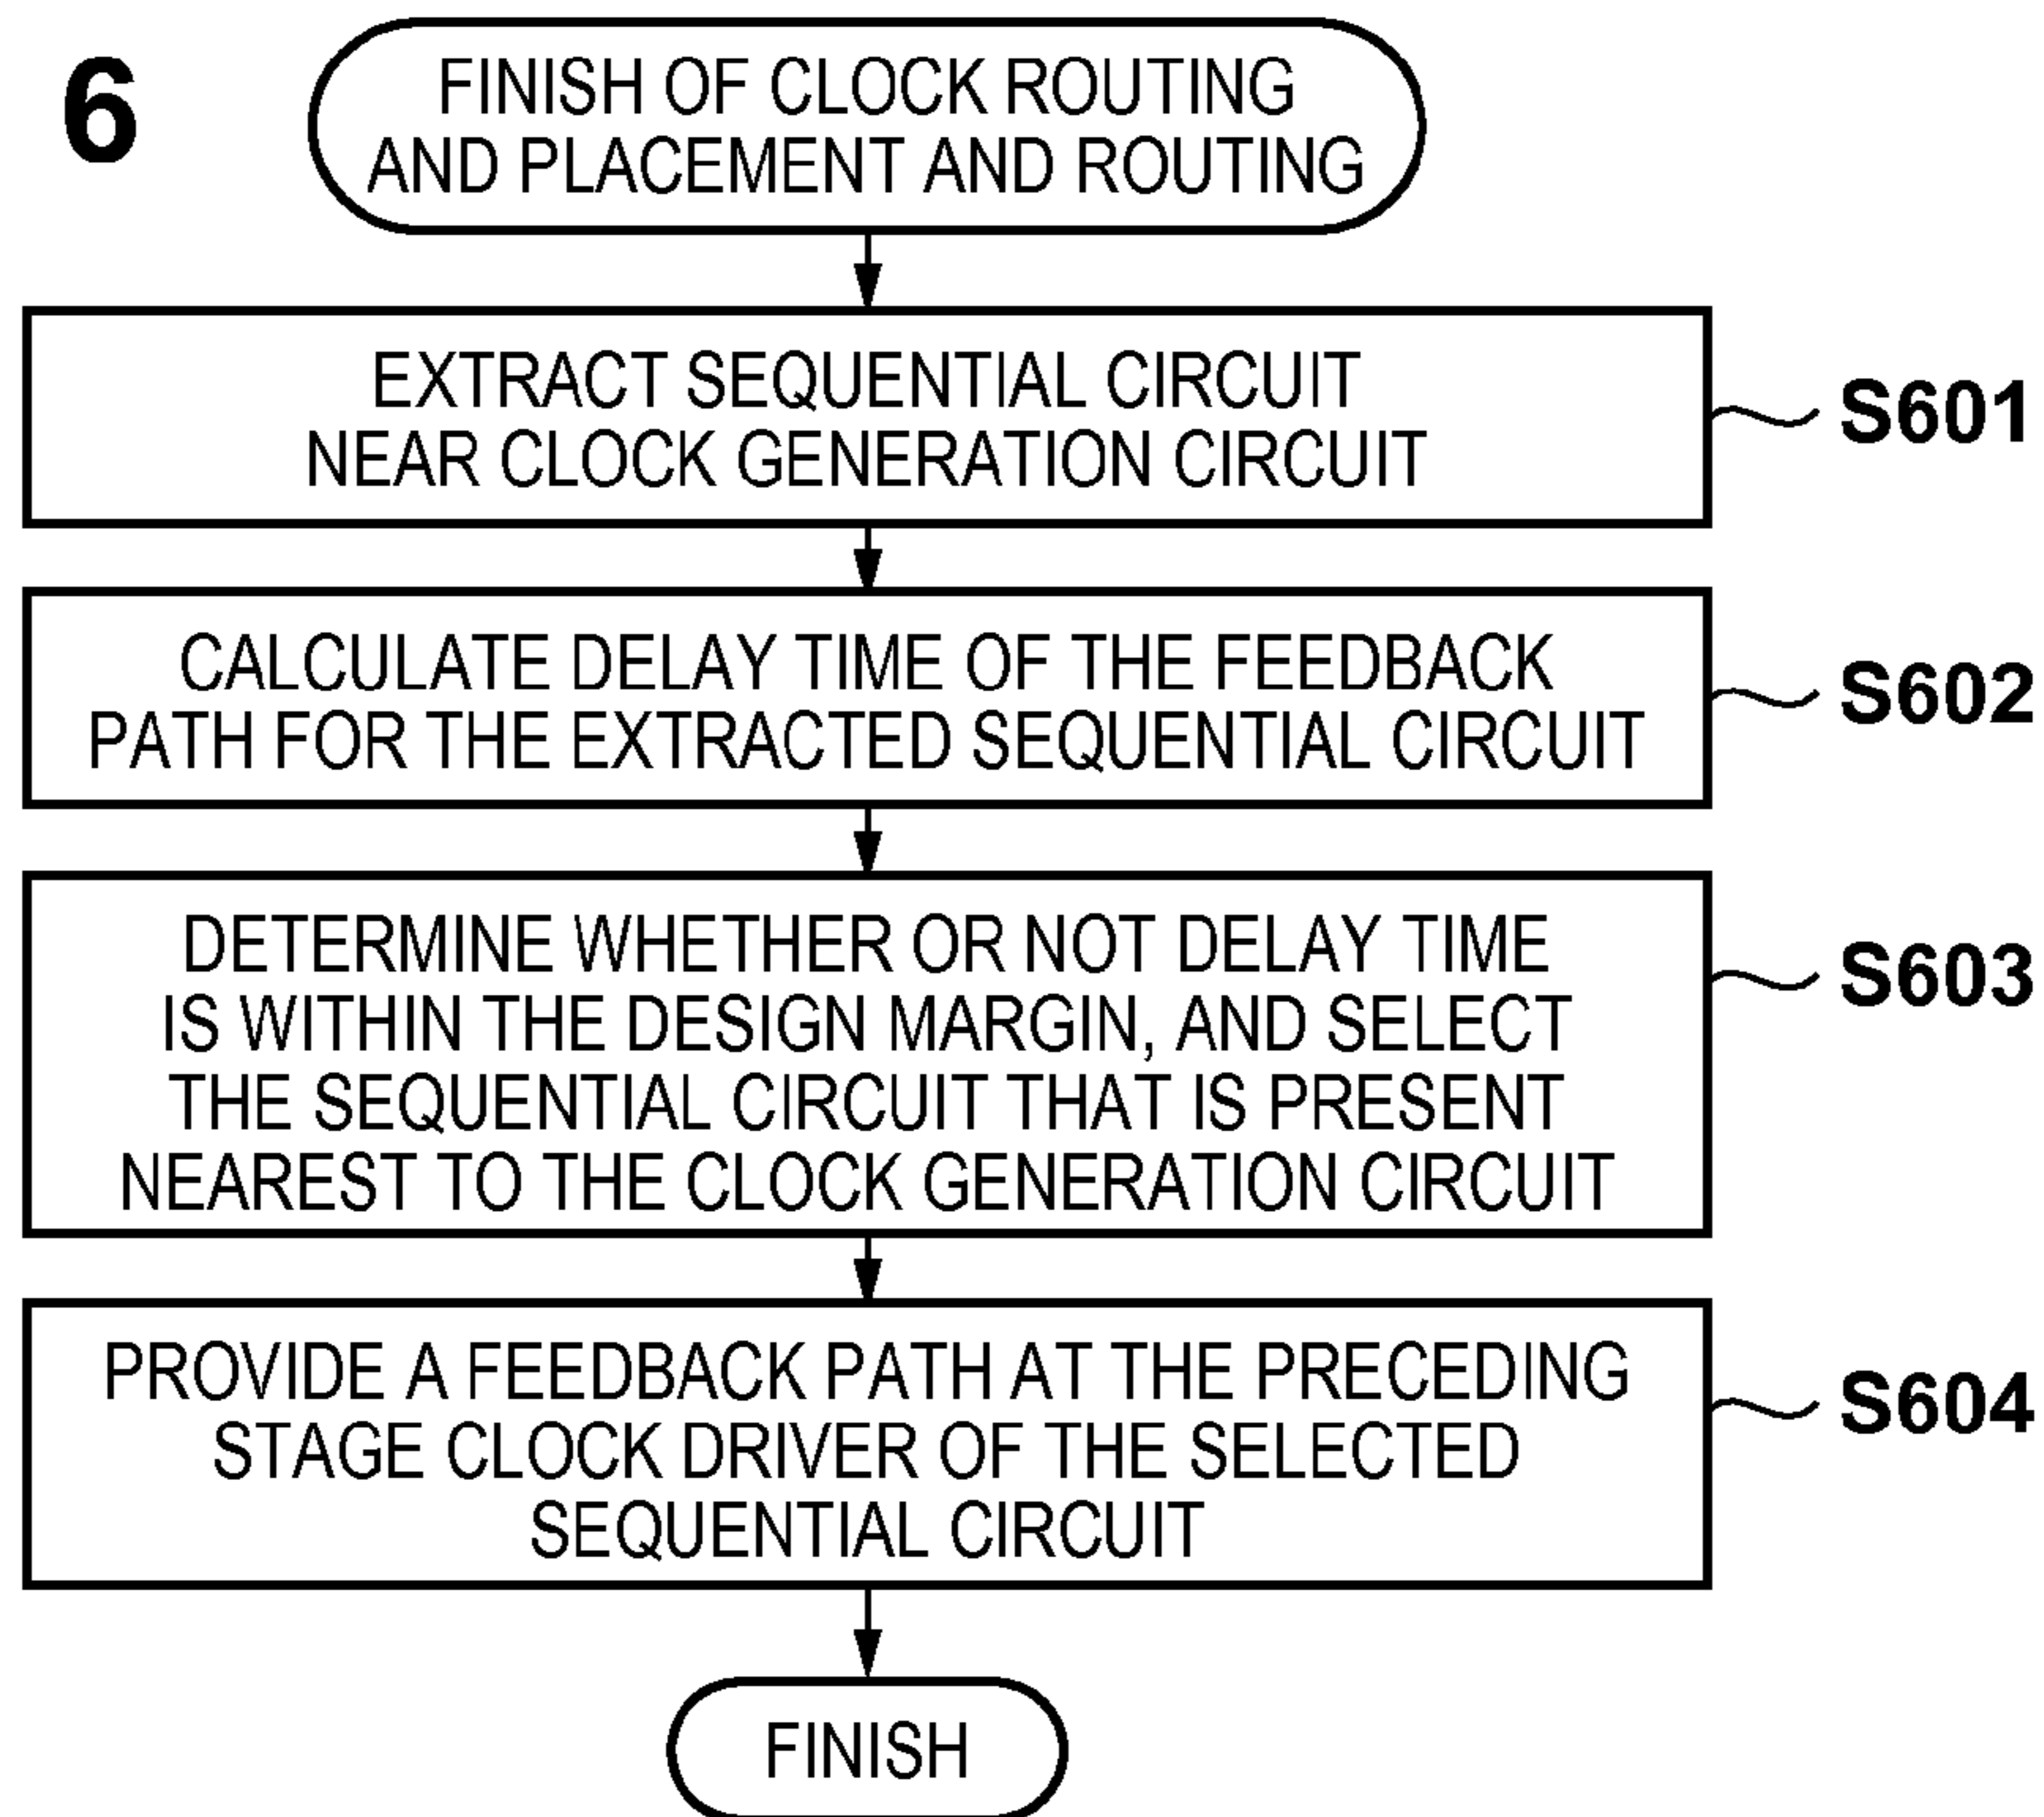 6
FINISH OF CLOCK ROUTING
AND PLACEMENT AND ROUTING
EXTRACT SEQUENTIAL CIRCUIT
NEAR CLOCK GENERATION CIRCUIT
S601
CALCULATE DELAY TIME OF THE FEEDBACK
PATH FOR THE EXTRACTED SEQUENTIAL CIRCUIT
S602
DETERMINE WHETHER OR NOT DELAY TIME
IS WITHIN THE DESIGN MARGIN, AND SELECT
THE SEQUENTIAL CIRCUIT THAT IS PRESENT
NEAREST TO THE CLOCK GENERATION CIRCUIT
S603
PROVIDE A FEEDBACK PATH AT THE PRECEDING
STAGE CLOCK DRIVER OF THE SELECTED
SEQUENTIAL CIRCUIT
S604
FINISH